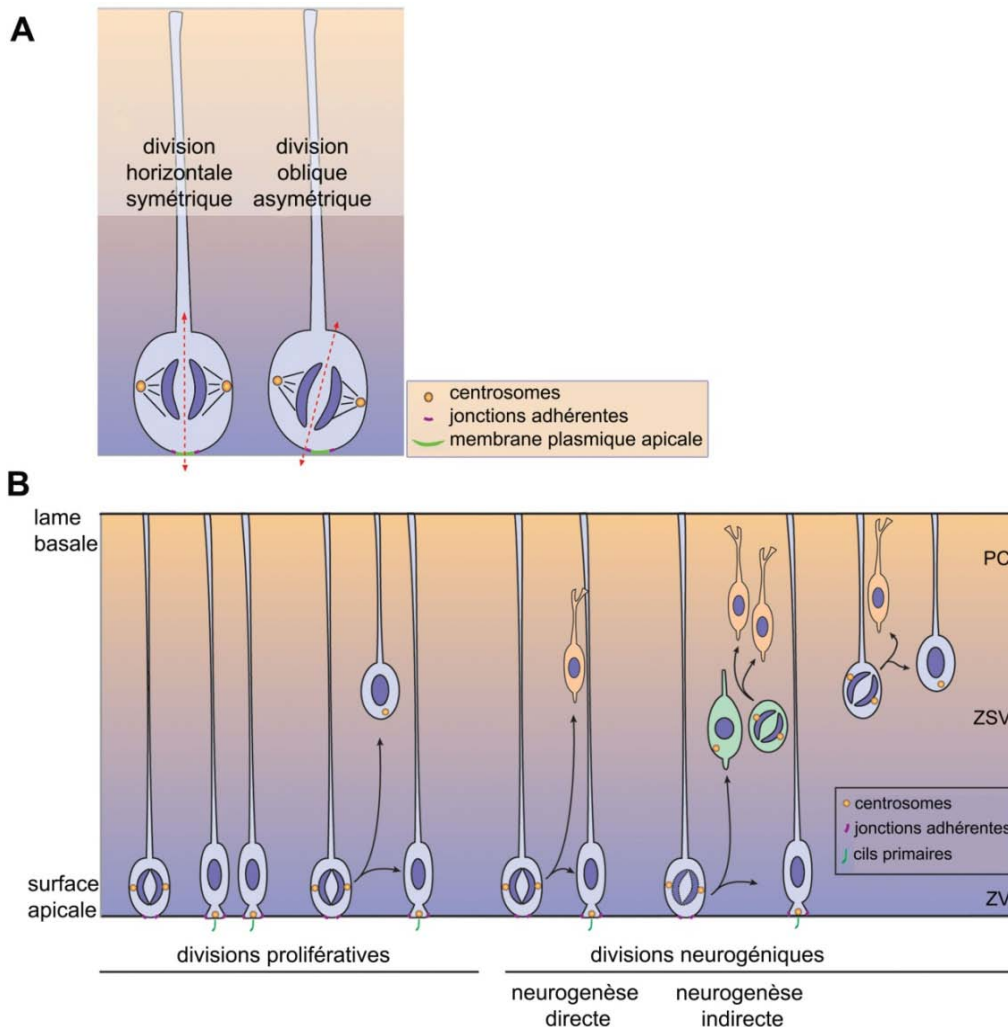 A
division
horizontale
symétrique
division
oblique
asymétrique
centrosomes
jonctions adhérentes
membrane plasmique apicale
B
lame
basale
PC
ZSV
centrosomes
jonctions adhérentes
cils primaires
surface
apicale
ZV
divisions prolifératives
divisions neurogéniques
neurogenèse
directe
neurogenèse
indirecte